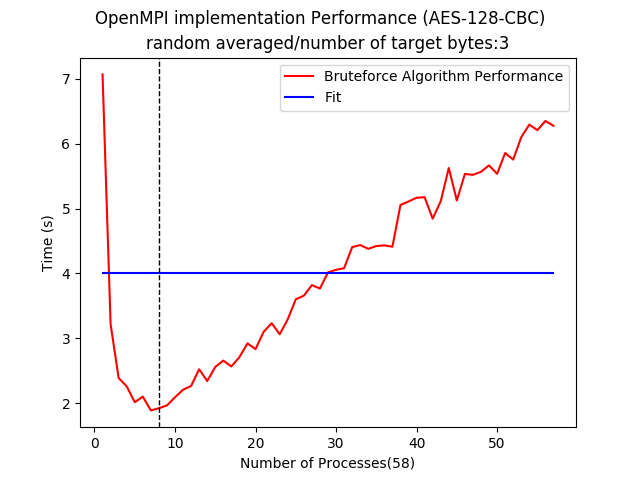 OpenMPI implementation Performance (AES-128-CBC)
random averaged/number of target bytes:3
Bruteforce Algorithm Performance
Fit
7
6
5
4
3
2
Time (s)
0 10 20 30 40 50
Number of Processes(58)